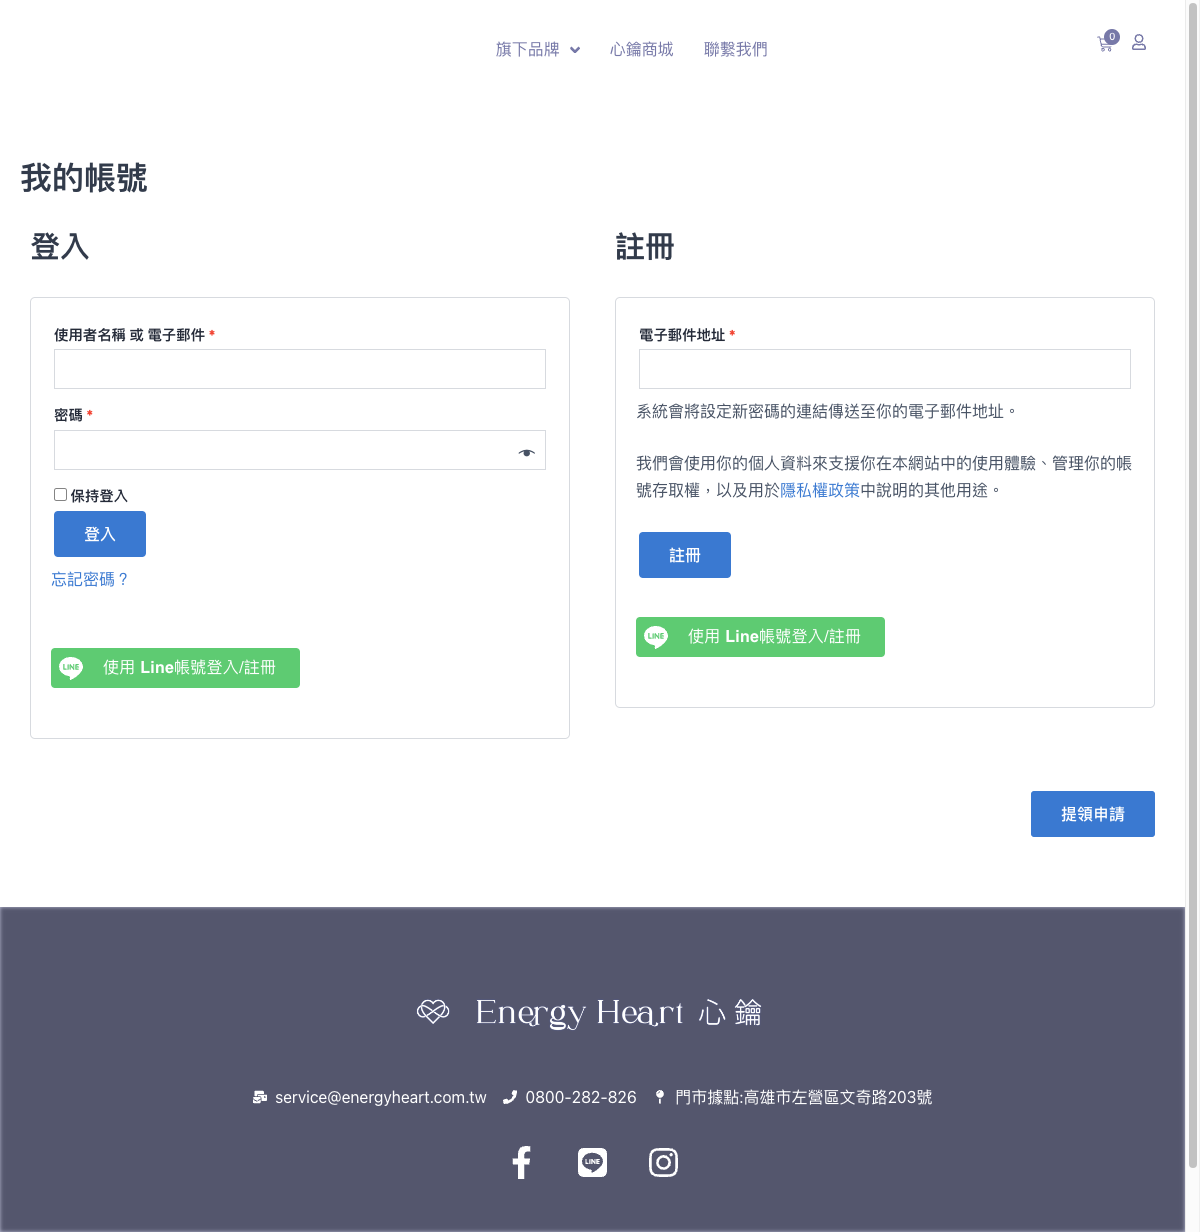 旗下品牌
心鑰商城
聯繫我們
0
我的帳號
登入
使用者名稱 或 電子郵件 *
密碼 *
保持登入
登入
忘記密碼？
LINE
使用 Line帳號登入/註冊
註冊
電子郵件地址 *
系統會將設定新密碼的連結傳送至你的電子郵件地址。
我們會使用你的個人資料來支援你在本網站中的使用體驗、管理你的帳
號存取權，以及用於隱私權政策中說明的其他用途。
註冊
LINE
使用 Line帳號登入/註冊
提領申請
Energy Heart 心鑰
service@energyheart.com.tw
0800-282-826
門市據點:高雄市左營區文奇路203號
LINE